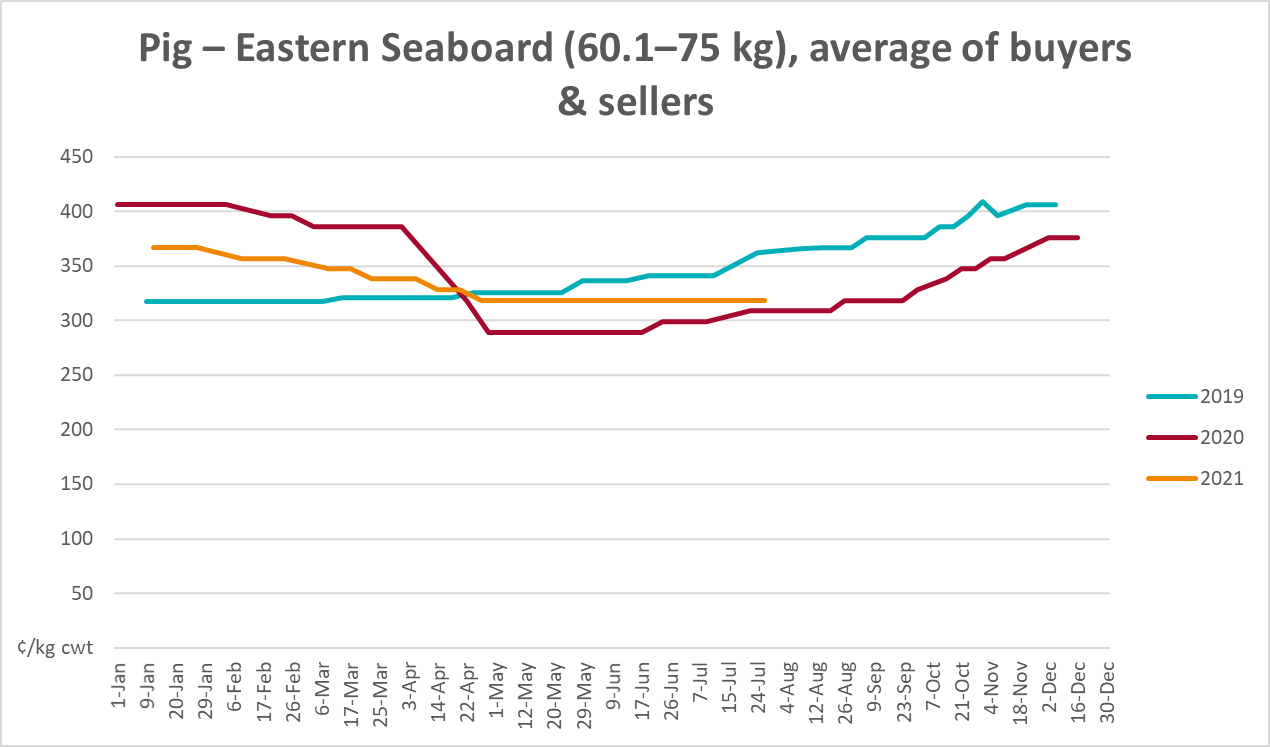 Pig – Eastern Seaboard (60.1–75 kg), average of buyers
& sellers
450
400
350
300
250
200
150
100
50
¢/kg cwt
2019
2020
2021
1-Jan
9-Jan
20-Jan
29-Jan
6-Feb
17-Feb
26-Feb
6-Mar
17-Mar
25-Mar
3-Apr
14-Apr
22-Apr
1-May
12-May
20-May
29-May
9-Jun
17-Jun
26-Jun
7-Jul
15-Jul
24-Jul
4-Aug
12-Aug
26-Aug
9-Sep
23-Sep
7-Oct
21-Oct
4-Nov
18-Nov
2-Dec
16-Dec
30-Dec